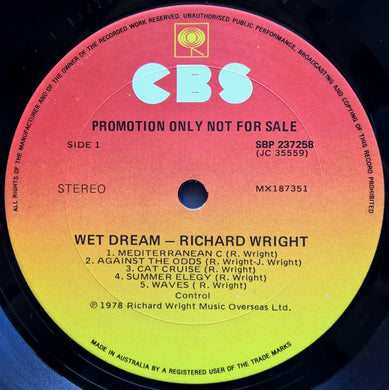 ALL RIGHTS OF THE MANUFACTURER AND OF THE OWNER OF THE RECORDED WORK RESERVED. UNAUTHORISED PUBLIC PERFORMANCE, BROADCASTING AND COPYING OF THIS RECORD PROHIBITED
CBS
PROMOTION ONLY NOT FOR SALE
SIDE 1 SBP 237258
(JC 35559)
STEREO MX187351
WET DREAM – RICHARD WRIGHT
1. MEDITERRANEAN C (R. Wright)
2. AGAINST THE ODDS (R. Wright-J. Wright)
3. CAT CRUISE (R. Wright)
4. SUMMER ELEGY (R. Wright)
5. WAVES ( R. Wright)
Control
℗ 1978 Richard Wright Music Overseas Ltd.
MADE IN AUSTRALIA BY A REGISTERED USER OF THE TRADE MARKS